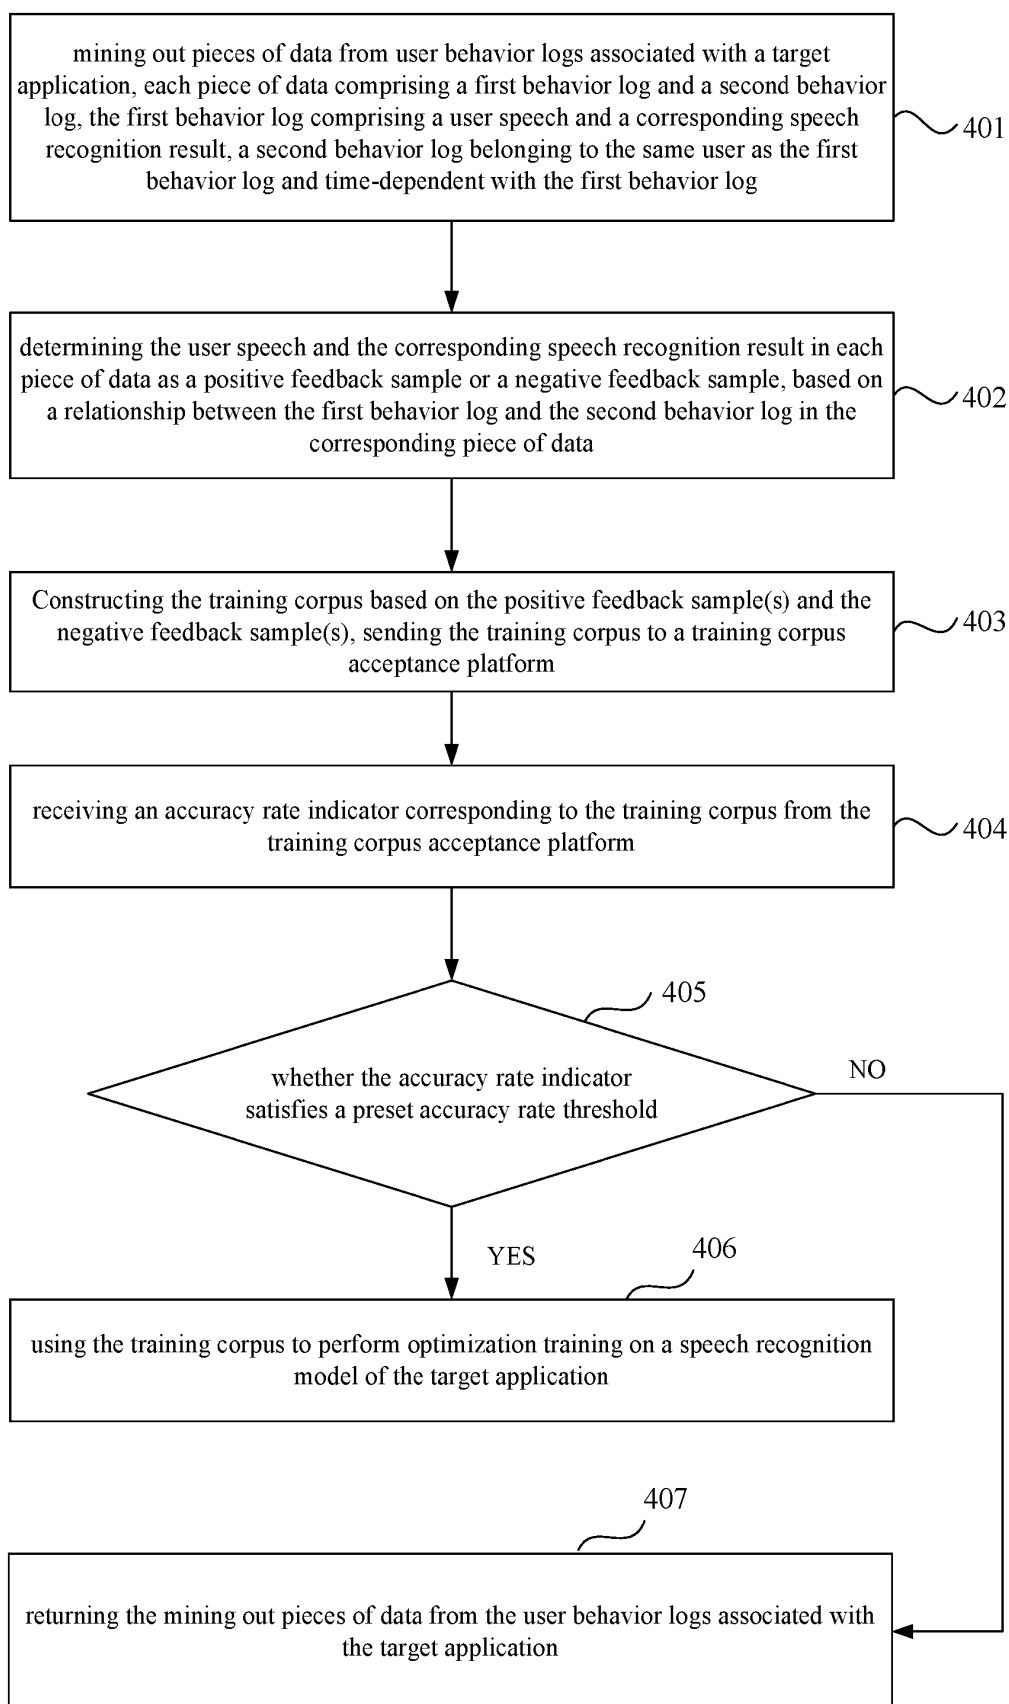 mining out pieces of data from user behavior logs associated with a target
application, each piece of data comprising a first behavior log and a second behavior
log, the first behavior log comprising a user speech and a corresponding speech
recognition result, a second behavior log belonging to the same user as the first
behavior log and time-dependent with the first behavior log
401
determining the user speech and the corresponding speech recognition result in each
piece of data as a positive feedback sample or a negative feedback sample, based on
a relationship between the first behavior log and the second behavior log in the
corresponding piece of data
402
Constructing the training corpus based on the positive feedback sample(s) and the
negative feedback sample(s), sending the training corpus to a training corpus
acceptance platform
403
receiving an accuracy rate indicator corresponding to the training corpus from the
training corpus acceptance platform
404
405
whether the accuracy rate indicator
satisfies a preset accuracy rate threshold
NO
YES
406
using the training corpus to perform optimization training on a speech recognition
model of the target application
407
returning the mining out pieces of data from the user behavior logs associated with
the target application